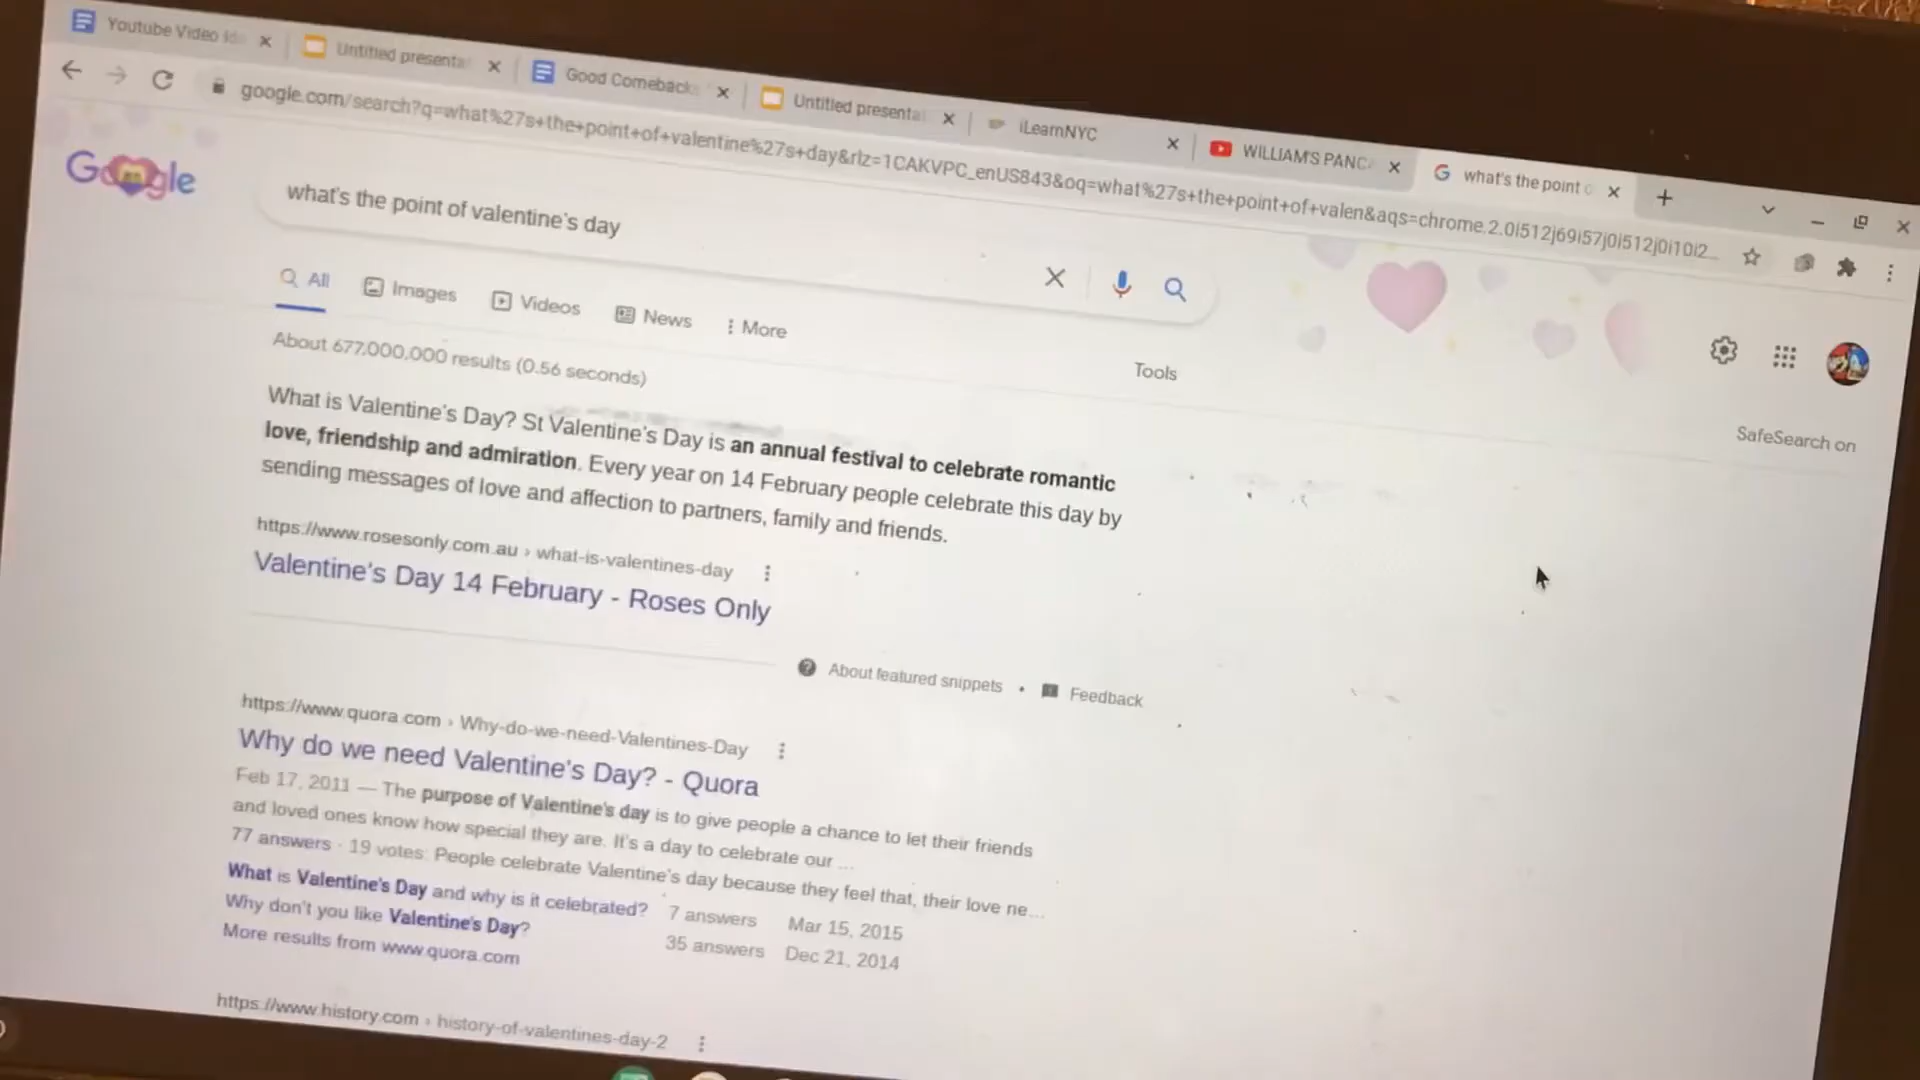 Youtube Video Ide
Untitled presenta
Good Comebacks
Untitled presenta
iLearnNYC
WILLIAM'S PANC
what's the point o
google.com/search?q=what%27s+the+point+of+valentine%27s+day&rlz=1CAKVPC_enUS843&oq=what%27s+the+point+of+valen&aqs=chrome.2.0i512j69i57j0i512j0i10i2...
Google
what's the point of valentine's day
All
Images
Videos
News
More
Tools
About 677,000,000 results (0.56 seconds)
SafeSearch on
What is Valentine's Day? St Valentine's Day is an annual festival to celebrate romantic
love, friendship and admiration. Every year on 14 February people celebrate this day by
sending messages of love and affection to partners, family and friends.
https://www.rosesonly.com.au › what-is-valentines-day
Valentine's Day 14 February - Roses Only
About featured snippets • Feedback
https://www.quora.com › Why-do-we-need-Valentines-Day
Why do we need Valentine's Day? - Quora
Feb 17, 2011 — The purpose of Valentine's day is to give people a chance to let their friends
and loved ones know how special they are. It's a day to celebrate our ...
77 answers · 19 votes: People celebrate Valentine's day because they feel that, their love ne...
What is Valentine's Day and why is it celebrated? 7 answers Mar 15, 2015
Why don't you like Valentine's Day? 35 answers Dec 21, 2014
More results from www.quora.com
https://www.history.com › history-of-valentines-day-2